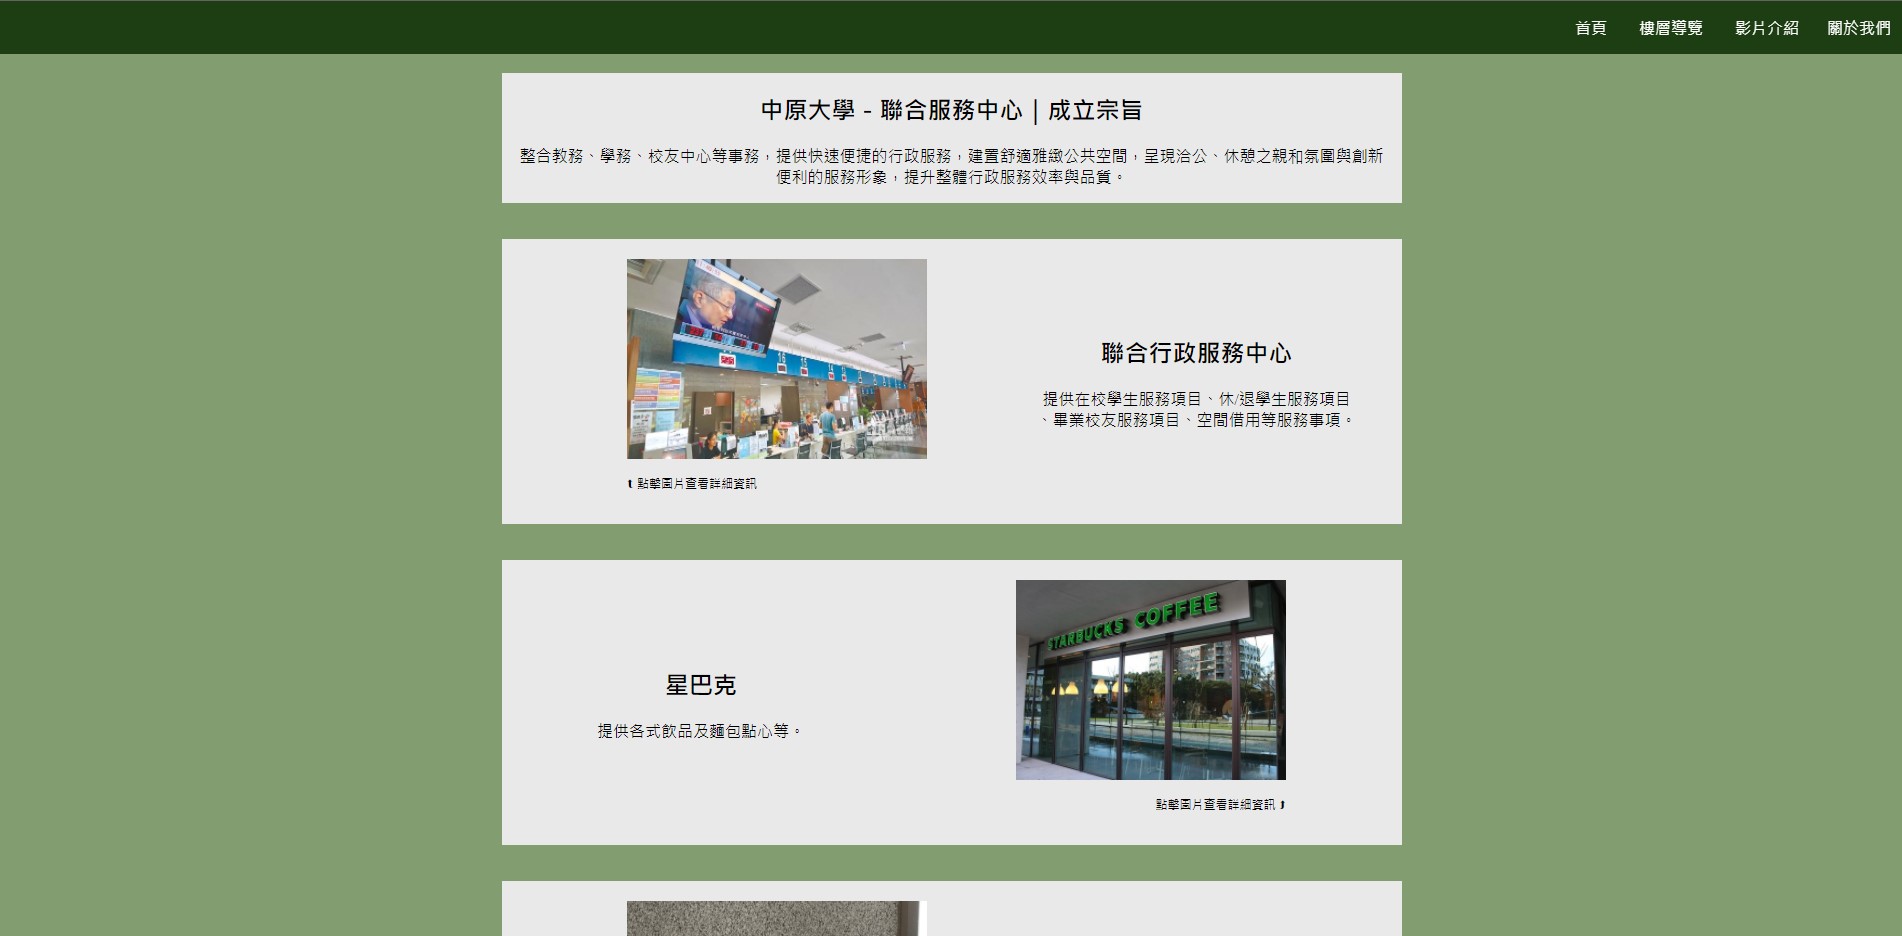 首頁 樓層導覽 影片介紹 關於我們
中原大學 - 聯合服務中心 | 成立宗旨
整合教務、學務、校友中心等事務，提供快速便捷的行政服務，建置舒適雅緻公共空間，呈現洽公、休憩之親和氛圍與創新
便利的服務形象，提升整體行政服務效率與品質。
聯合行政服務中心
提供在校學生服務項目、休/退學生服務項目
、畢業校友服務項目、空間借用等服務事項。
點擊圖片查看詳細資訊
STARBUCKS COFFEE
星巴克
提供各式飲品及麵包點心等。
點擊圖片查看詳細資訊